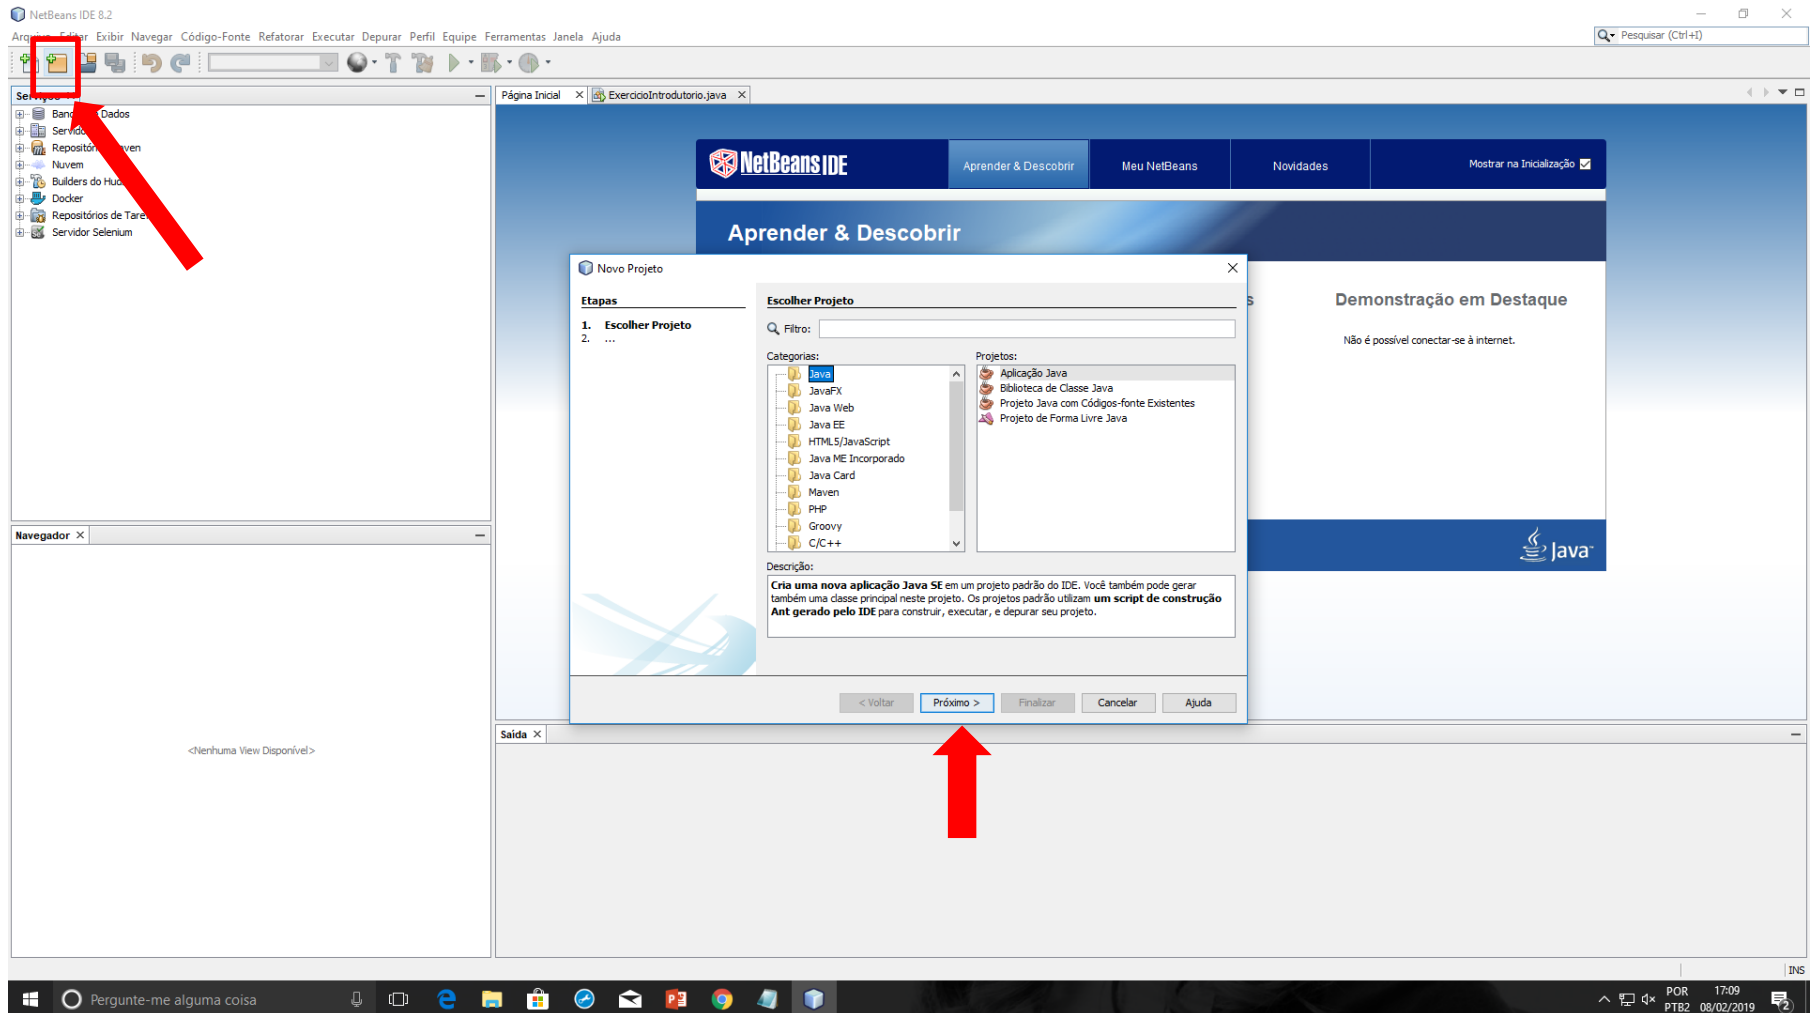 NetBeans IDE 8.2
Arquivo Editar Exibir Navegar Código-Fonte Refatorar Executar Depurar Perfil Equipe Ferramentas Janela Ajuda
Pesquisar (Ctrl+I)
Página Inicial
ExercicioIntrodutorio.java
Dados
Nuvem
Docker
Servidor Selenium
NetBeans IDE
Aprender & Descobrir
Meu NetBeans
Novidades
Mostrar na Inicialização
Aprender & Descobrir
Demonstração em Destaque
Não é possível conectar-se à internet.
Java
Novo Projeto
Etapas
1. Escolher Projeto
2. ...
Escolher Projeto
Filtro:
Categorias:
Java
JavaFX
Java Web
Java EE
HTML5/JavaScript
Java ME Incorporado
Java Card
Maven
PHP
Groovy
C/C++
Projetos:
Aplicação Java
Biblioteca de Classe Java
Projeto Java com Códigos-fonte Existentes
Projeto de Forma Livre Java
Descrição:
Cria uma nova aplicação Java SE em um projeto padrão do IDE. Você também pode gerar
também uma classe principal neste projeto. Os projetos padrão utilizam um script de construção
Ant gerado pelo IDE para construir, executar, e depurar seu projeto.
< Voltar
Próximo >
Finalizar
Cancelar
Ajuda
Navegador
<Nenhuma View Disponível>
Saída
INS
Pergunte-me alguma coisa
POR
PTB2
17:09
08/02/2019
2